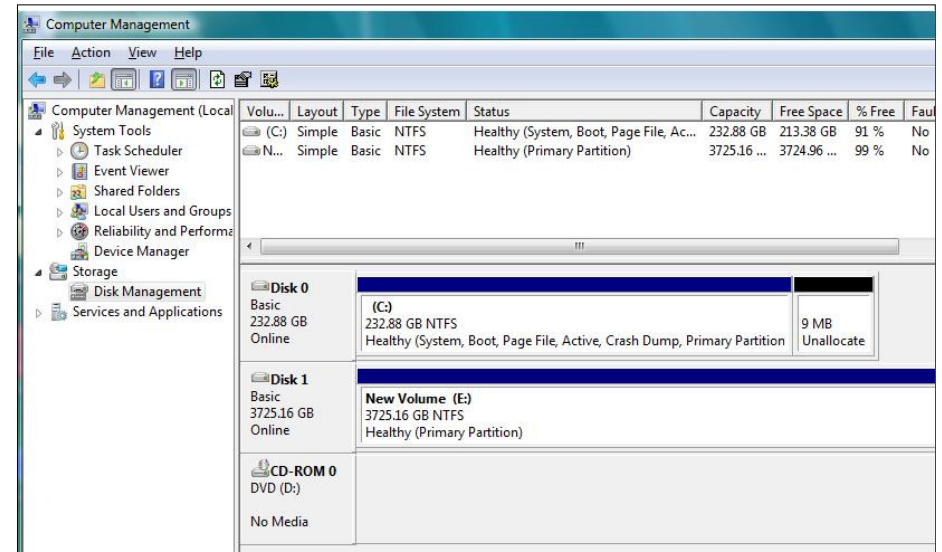 Computer Management
File Action View Help
Computer Management (Local
System Tools
Task Scheduler
Event Viewer
Shared Folders
Local Users and Groups
Reliability and Performa
Device Manager
Storage
Disk Management
Services and Applications
Volu... Layout Type File System Status Capacity Free Space % Free Faul
(C:) Simple Basic NTFS Healthy (System, Boot, Page File, Ac... 232.88 GB 213.38 GB 91 % No
N... Simple Basic NTFS Healthy (Primary Partition) 3725.16 ... 3724.96 ... 99 % No
Disk 0
Basic
232.88 GB
Online
(C:)
232.88 GB NTFS
Healthy (System, Boot, Page File, Active, Crash Dump, Primary Partition
9 MB
Unallocate
Disk 1
Basic
3725.16 GB
Online
New Volume (E:)
3725.16 GB NTFS
Healthy (Primary Partition)
CD-ROM 0
DVD (D:)
No Media